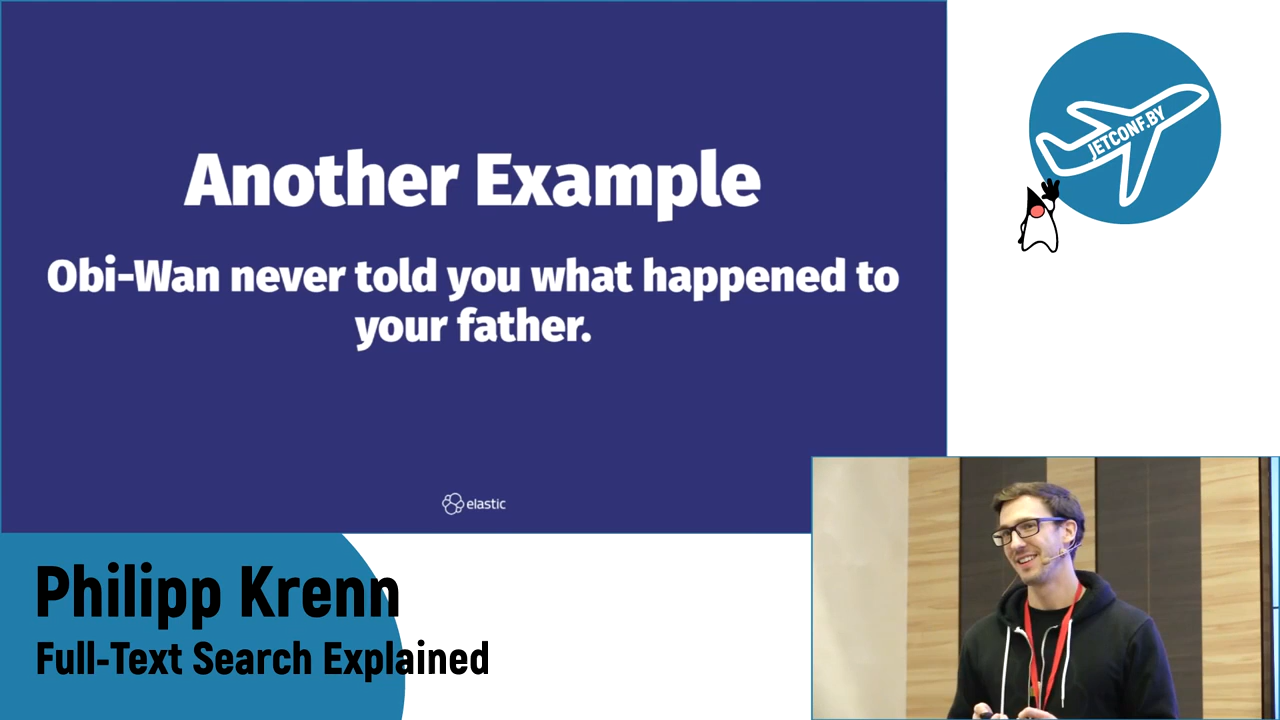 Another Example
Obi-Wan never told you what happened to
your father.
elastic
JETCONF.BY
Philipp Krenn
Full-Text Search Explained